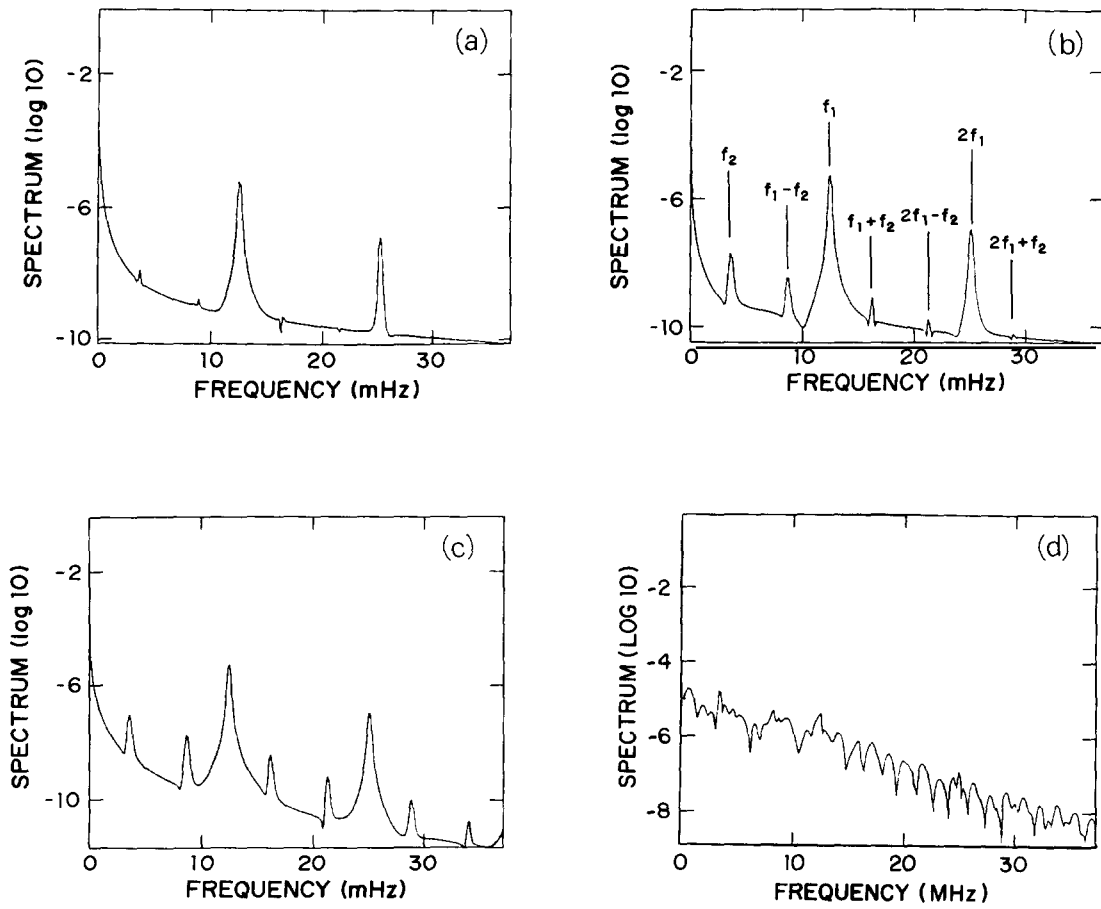 (a)
SPECTRUM (log 10)
-2
-6
-10
0 10 20 30
FREQUENCY (mHz)
(b)
SPECTRUM (log 10)
-2
-6
-10
f₂
f₁-f₂
f₁
f₁+f₂
2f₁-f₂
2f₁
2f₁+f₂
0 10 20 30
FREQUENCY (mHz)
(c)
SPECTRUM (log 10)
-2
-6
-10
0 10 20 30
FREQUENCY (mHz)
(d)
SPECTRUM (LOG 10)
-2
-4
-6
-8
0 10 20 30
FREQUENCY (MHz)